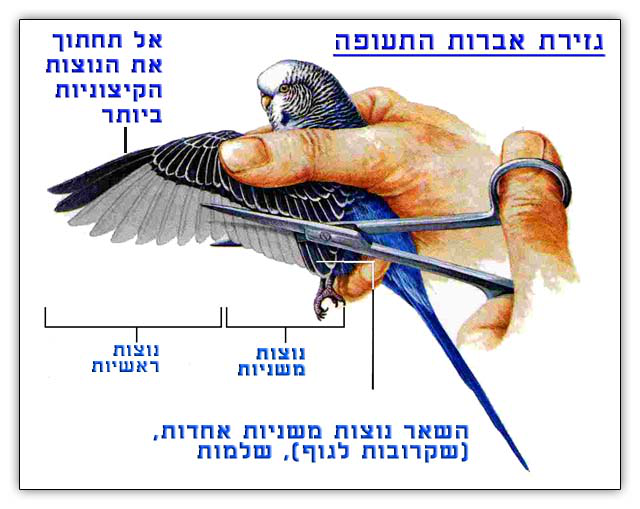 גזירת אברות התעופה
אל תחתוך
את הנוצות
הקיצוניות
ביותר
נוצות
ראשיות
נוצות
משניות
השאר נוצות משניות אחדות,
(שקרובות לגוף), שלמות